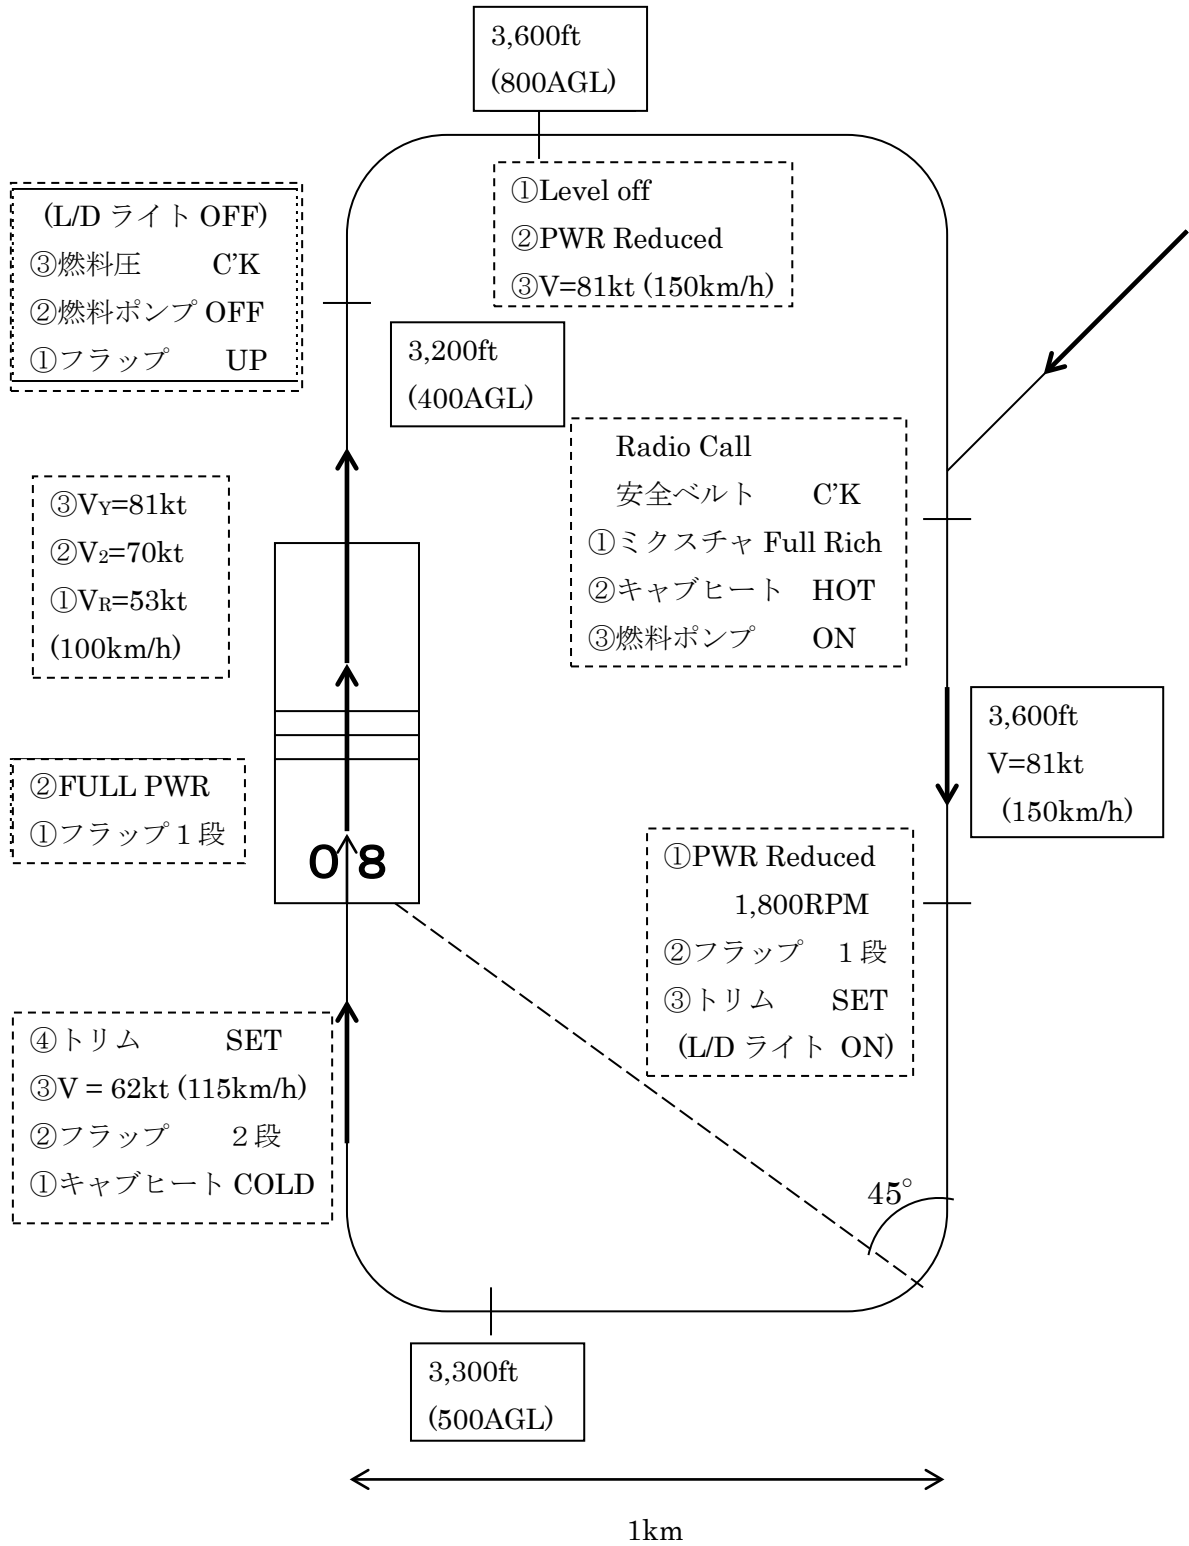 3,600ft
(800AGL)
①Level off
②PWR Reduced
③V=81kt (150km/h)
(L/D ライト OFF)
③燃料圧 C’K
②燃料ポンプ OFF
①フラップ UP
3,200ft
(400AGL)
Radio Call
安全ベルト C’K
①ミクスチャ Full Rich
②キャブヒート HOT
③燃料ポンプ ON
③VY=81kt
②V2=70kt
①VR=53kt
(100km/h)
3,600ft
V=81kt
(150km/h)
②FULL PWR
①フラップ１段
08
①PWR Reduced
1,800RPM
②フラップ １段
③トリム SET
(L/D ライト ON)
④トリム SET
③V = 62kt (115km/h)
②フラップ ２段
①キャブヒート COLD
45°
3,300ft
(500AGL)
1km